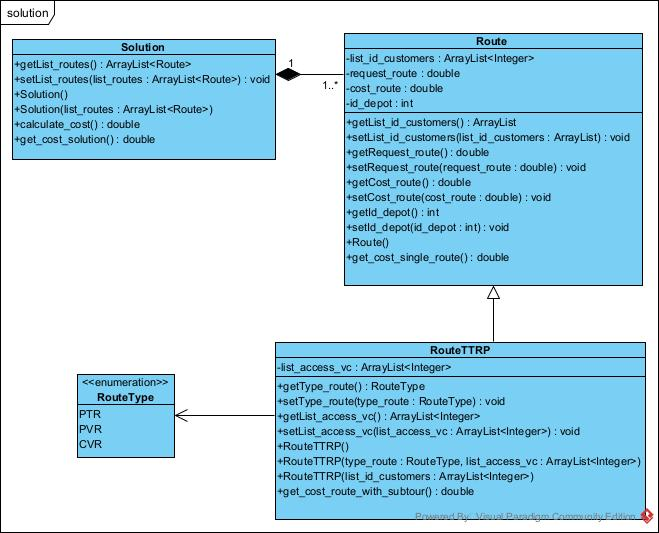 solution
Solution
+getList_routes() : ArrayList<Route>
+setList_routes(list_routes : ArrayList<Route>) : void
+Solution()
+Solution(list_routes : ArrayList<Route>)
+calculate_cost() : double
+get_cost_solution() : double
1
1..*
Route
-list_id_customers : ArrayList<Integer>
-request_route : double
-cost_route : double
-id_depot : int
+getList_id_customers() : ArrayList
+setList_id_customers(list_id_customers : ArrayList) : void
+getRequest_route() : double
+setRequest_route(request_route : double) : void
+getCost_route() : double
+setCost_route(cost_route : double) : void
+getId_depot() : int
+setId_depot(id_depot : int) : void
+Route()
+get_cost_single_route() : double
<<enumeration>>
RouteType
PTR
PVR
CVR
RouteTTRP
-list_access_vc : ArrayList<Integer>
+getType_route() : RouteType
+setType_route(type_route : RouteType) : void
+getList_access_vc() : ArrayList<Integer>
+setList_access_vc(list_access_vc : ArrayList<Integer>) : void
+RouteTTRP()
+RouteTTRP(type_route : RouteType, list_access_vc : ArrayList<Integer>)
+RouteTTRP(list_id_customers : ArrayList<Integer>)
+get_cost_route_with_subtour() : double
Powered By Visual Paradigm Community Edition